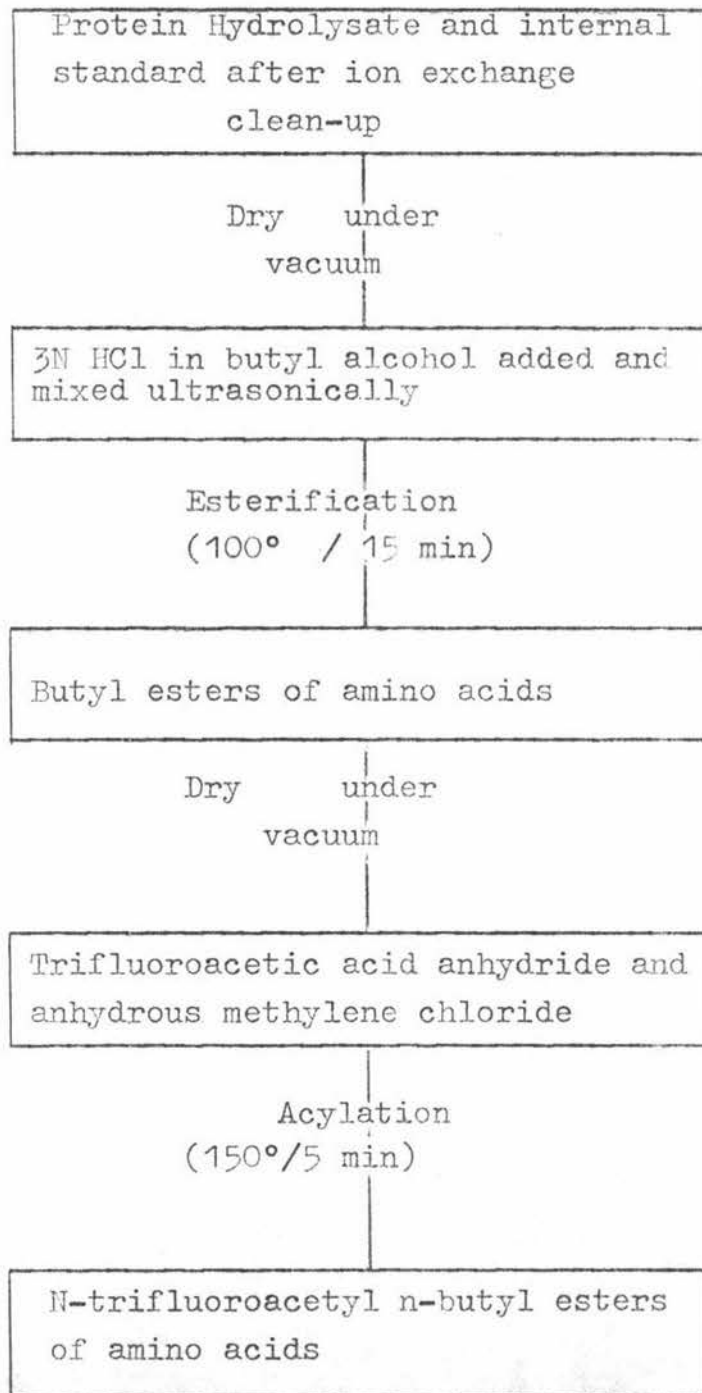 Protein Hydrolysate and internal
standard after ion exchange
clean-up
Dry under
vacuum
3N HCl in butyl alcohol added and
mixed ultrasonically
Esterification
(100° / 15 min)
Butyl esters of amino acids
Dry under
vacuum
Trifluoroacetic acid anhydride and
anhydrous methylene chloride
Acylation
(150°/5 min)
N-trifluoroacetyl n-butyl esters
of amino acids